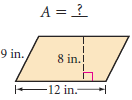 A = ?
9 in.
8 in.
12 in.